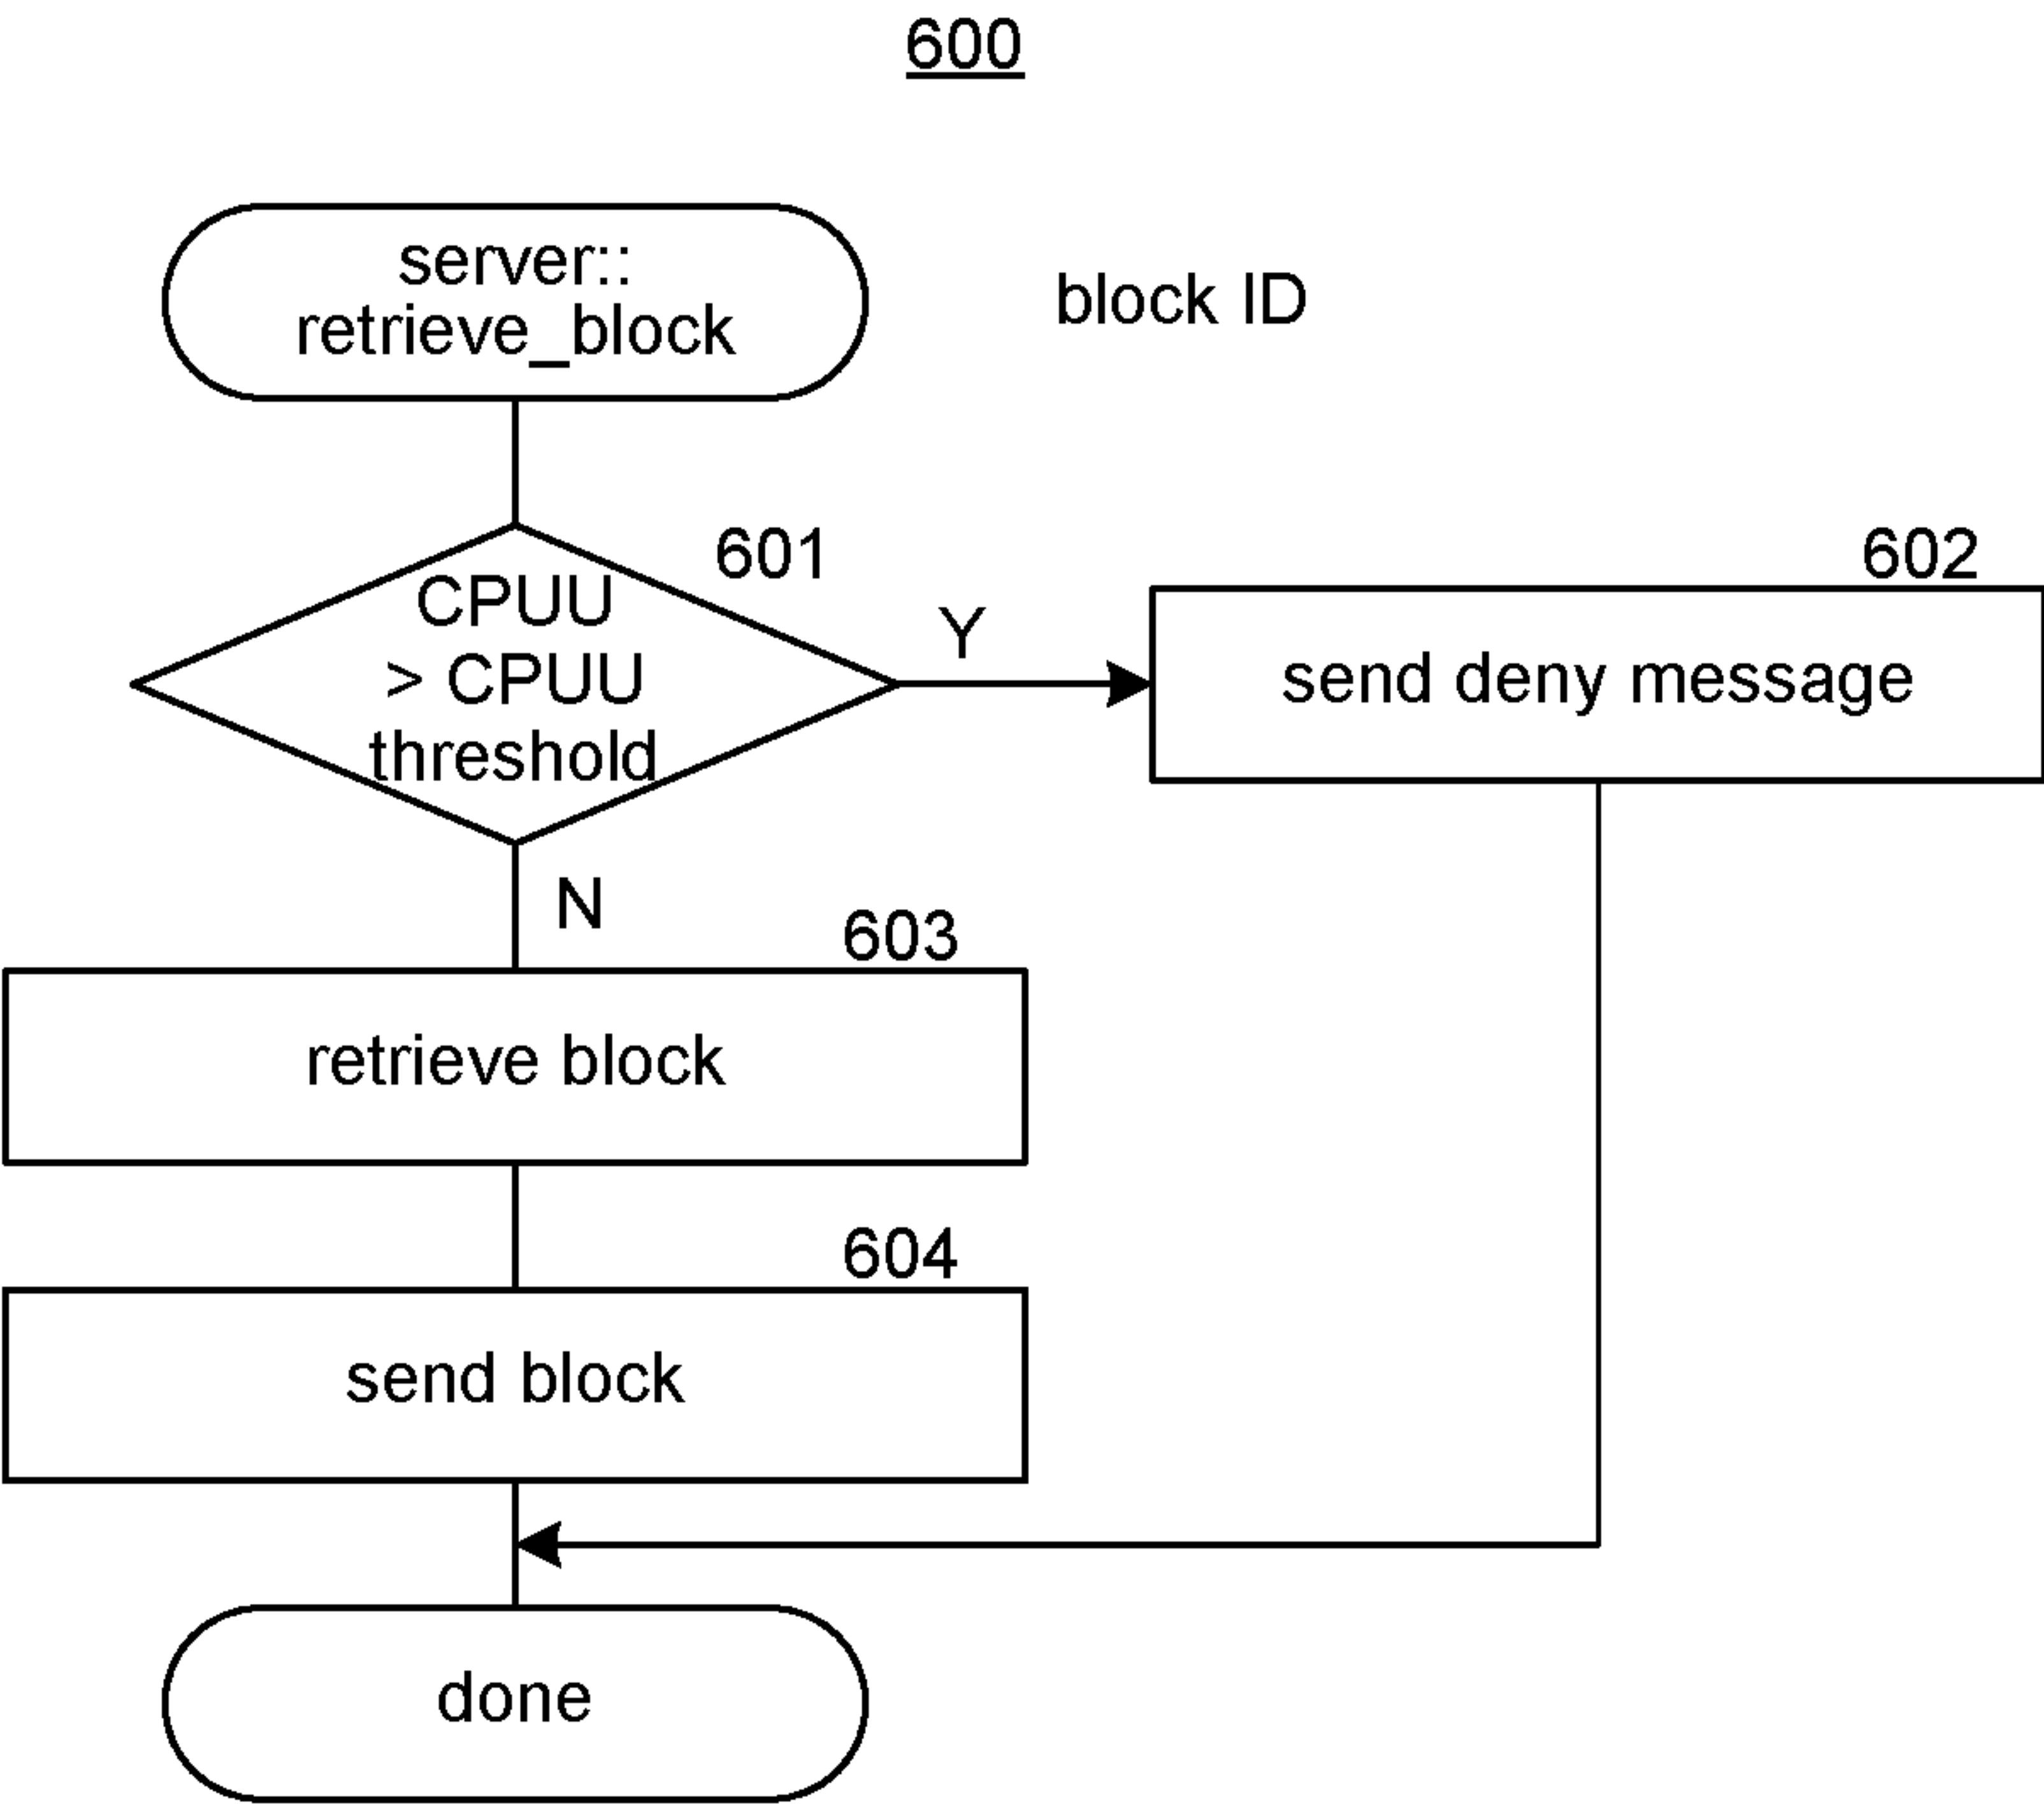 600
server::
retrieve_block
block ID
601
CPUU
> CPUU
threshold
Y
602
send deny message
N
603
retrieve block
604
send block
done